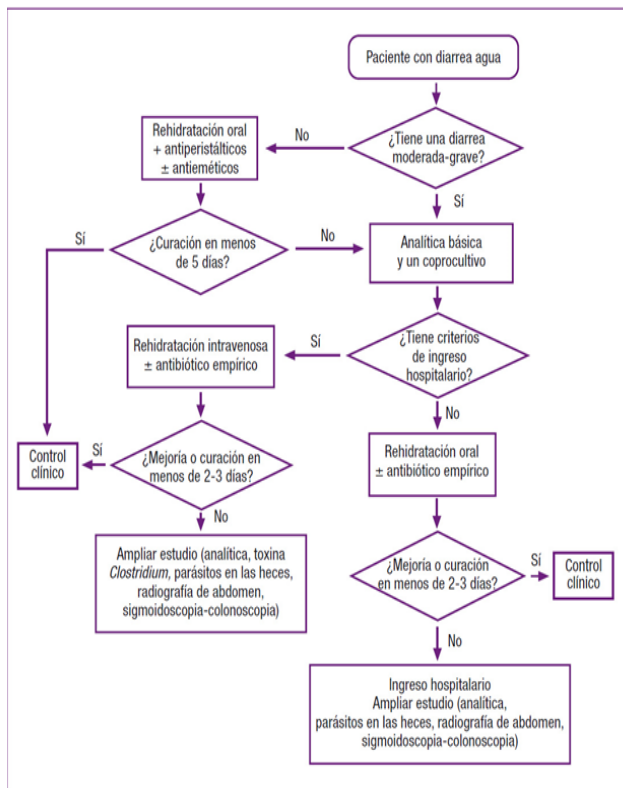 Paciente con diarrea agua
¿Tiene una diarrea
moderada-grave?
No
Rehidratación oral
+ antiperistálticos
± antieméticos
Sí
¿Curación en menos
de 5 días?
Sí
No
Analítica básica
y un coprocultivo
¿Tiene criterios
de ingreso
hospitalario?
Sí
Rehidratación intravenosa
± antibiótico empírico
No
Rehidratación oral
± antibiótico empírico
¿Mejoría o curación en
menos de 2-3 días?
Sí
Control
clínico
No
Ampliar estudio (analítica, toxina
Clostridium, parásitos en las heces,
radiografía de abdomen,
sigmoidoscopia-colonoscopia)
¿Mejoría o curación
en menos de 2-3 días?
Sí
Control
clínico
No
Ingreso hospitalario
Ampliar estudio (analítica,
parásitos en las heces, radiografía de abdomen,
sigmoidoscopia-colonoscopia)